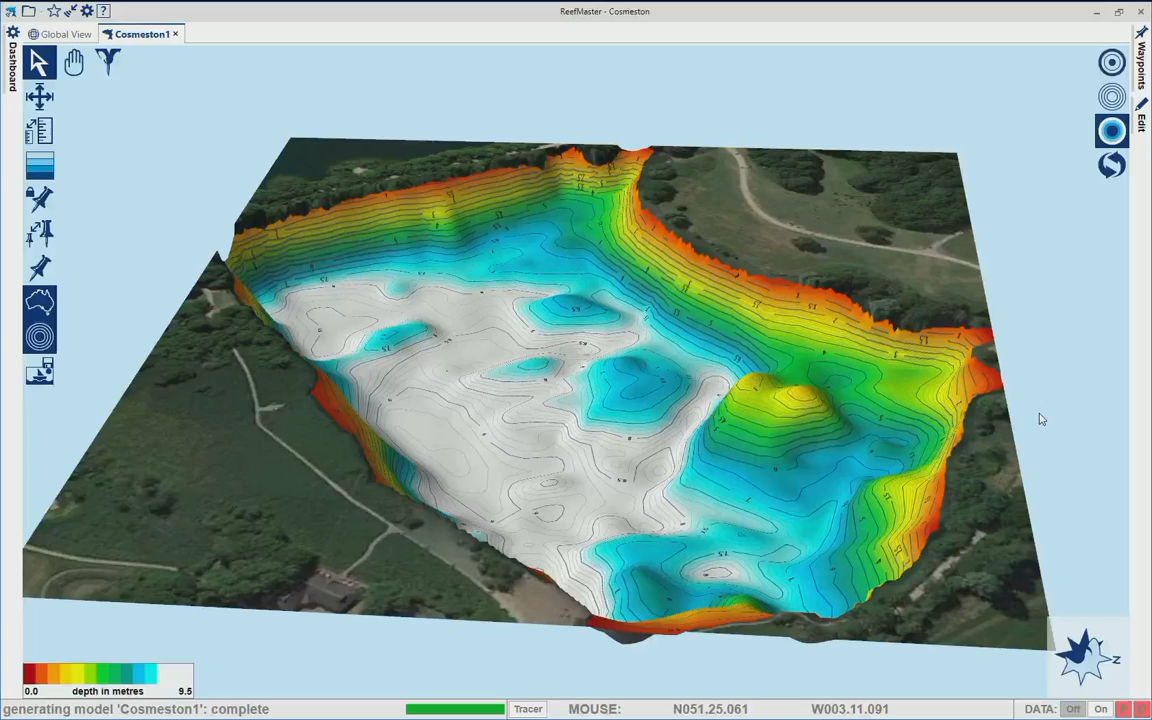 ReefMaster - Cosmeston
Global View
Cosmeston1
Dashboard
Waypoints
Edit
N
0.0 depth in metres 9.5
generating model 'Cosmeston1': complete
Tracer
MOUSE:
N051.25.061
W003.11.091
DATA:
Off
On